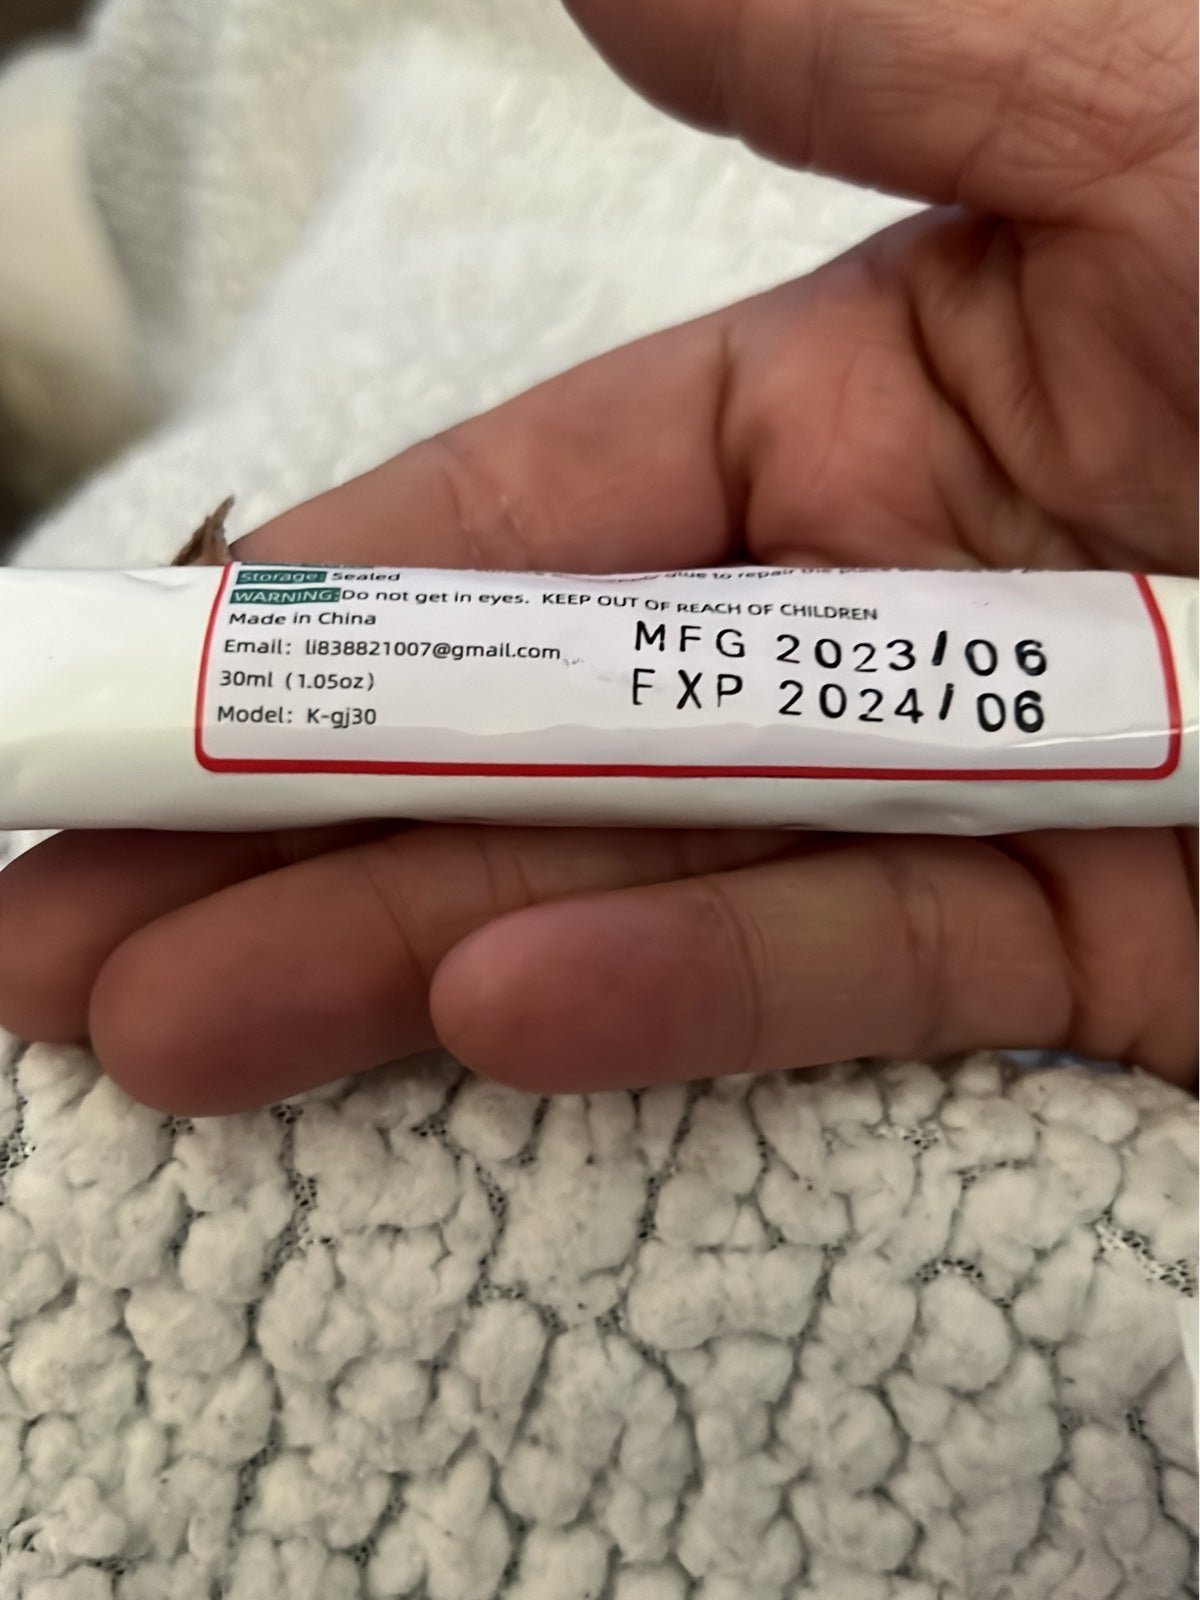 Storage: Sealed
WARNING: Do not get in eyes. KEEP OUT OF REACH OF CHILDREN
Made in China
Email: li838821007@gmail.com
30ml (1.05oz)
Model: K-gj30
MFG 2023/06
EXP 2024/06